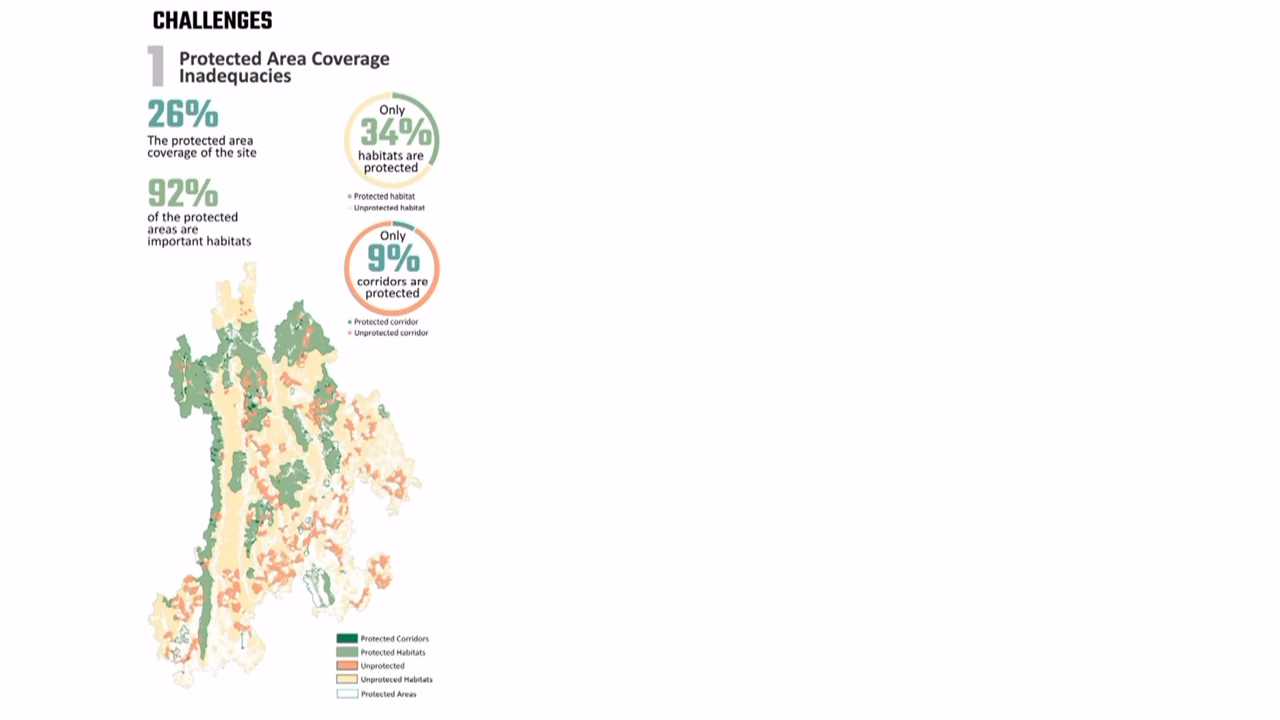 CHALLENGES
1
Protected Area Coverage
Inadequacies
26%
The protected area
coverage of the site
92%
of the protected
areas are
important habitats
Only
34%
habitats are
protected
Protected habitat
Unprotected habitat
Only
9%
corridors are
protected
Protected corridor
Unprotected corridor
Protected Corridors
Protected Habitats
Unprotected
Unproteced Habitats
Protected Areas